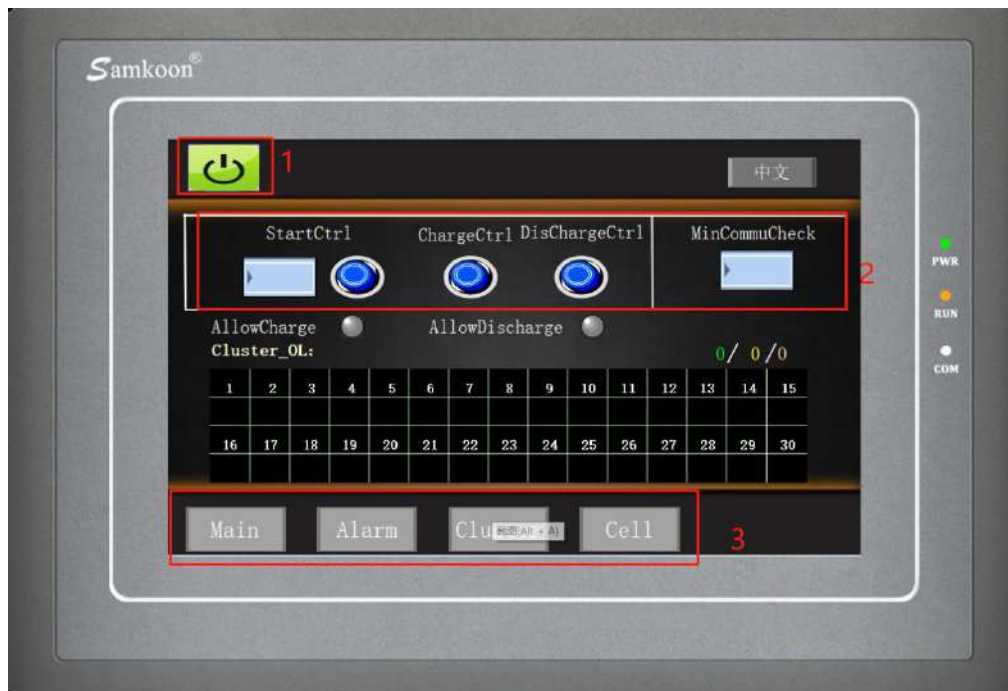 Samkoon®
1
中文
StartCtrl ChargeCtrl DisChargeCtrl MinCommuCheck
2
PWR
RUN
COM
AllowCharge AllowDischarge
Cluster_OL: 0/ 0/0
1 2 3 4 5 6 7 8 9 10 11 12 13 14 15
16 17 18 19 20 21 22 23 24 25 26 27 28 29 30
Main Alarm Cell
3